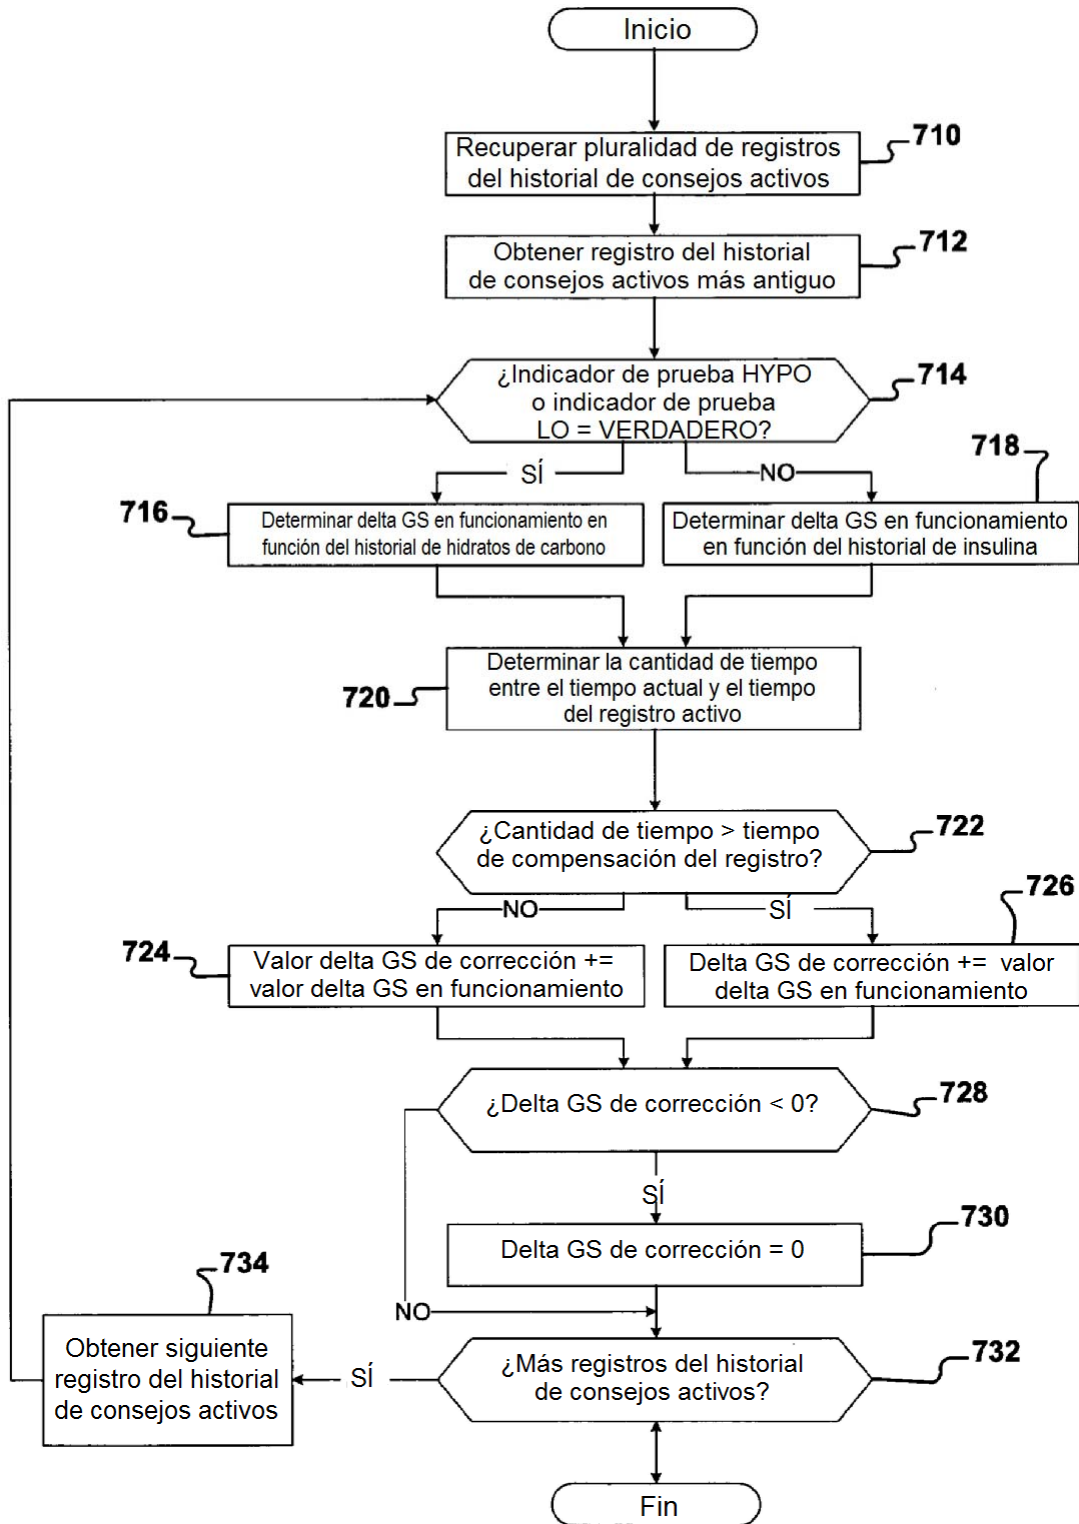 Inicio
Recuperar pluralidad de registros
del historial de consejos activos
710
Obtener registro del historial
de consejos activos más antiguo
712
¿Indicador de prueba HYPO
o indicador de prueba
LO = VERDADERO?
714
SÍ
NO
718
716
Determinar delta GS en funcionamiento en
función del historial de hidratos de carbono
Determinar delta GS en funcionamiento
en función del historial de insulina
Determinar la cantidad de tiempo
entre el tiempo actual y el tiempo
del registro activo
720
¿Cantidad de tiempo > tiempo
de compensación del registro?
722
NO
SÍ
726
724
Valor delta GS de corrección +=
valor delta GS en funcionamiento
Delta GS de corrección += valor
delta GS en funcionamiento
¿Delta GS de corrección < 0?
728
SÍ
Delta GS de corrección = 0
730
734
NO
Obtener siguiente
registro del historial
de consejos activos
SÍ
¿Más registros del historial
de consejos activos?
732
Fin